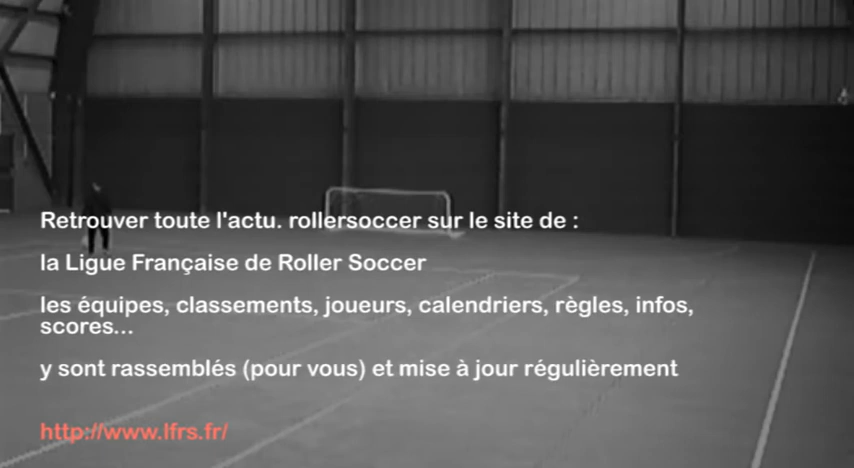 Retrouver toute l'actu. rollersoccer sur le site de :
la Ligue Française de Roller Soccer
les équipes, classements, joueurs, calendriers, règles, infos,
scores...
y sont rassemblés (pour vous) et mise à jour régulièrement
http://www.lfrs.fr/